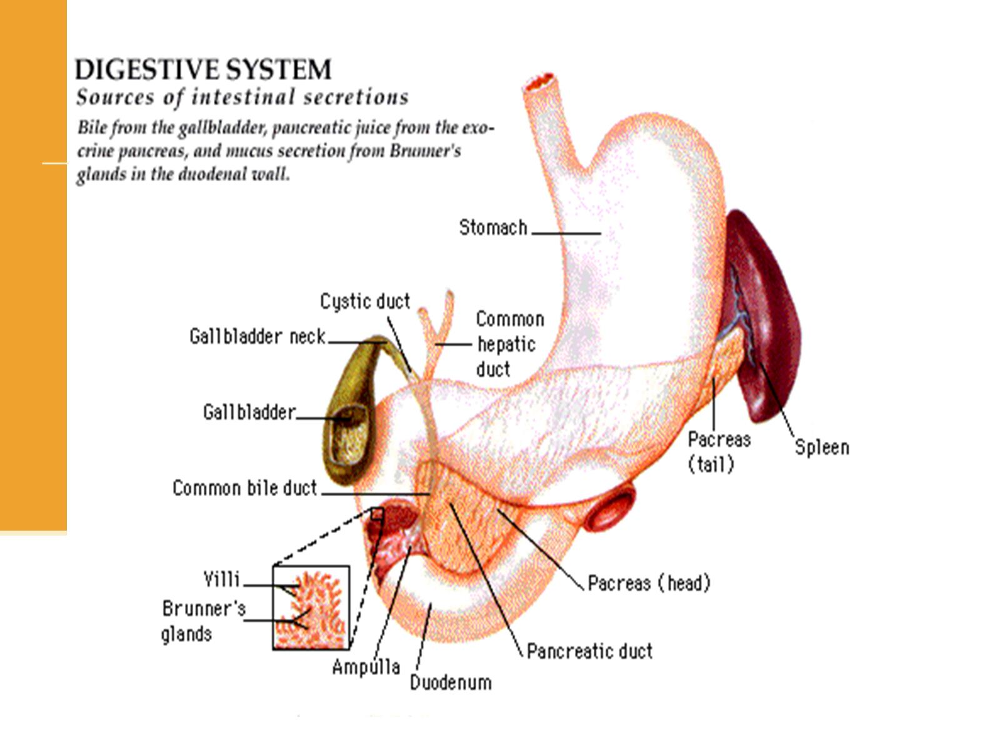 DIGESTIVE SYSTEM
Sources of intestinal secretions
Bile from the gallbladder, pancreatic juice from the exo-
crine pancreas, and mucus secretion from Brunner's
glands in the duodenal wall.
Stomach
Cystic duct
Common
hepatic
duct
Gallbladder neck
Gallbladder
Pacreas
(tail)
Spleen
Common bile duct
Villi
Brunner's
glands
Pacreas (head)
Pancreatic duct
Ampulla
Duodenum